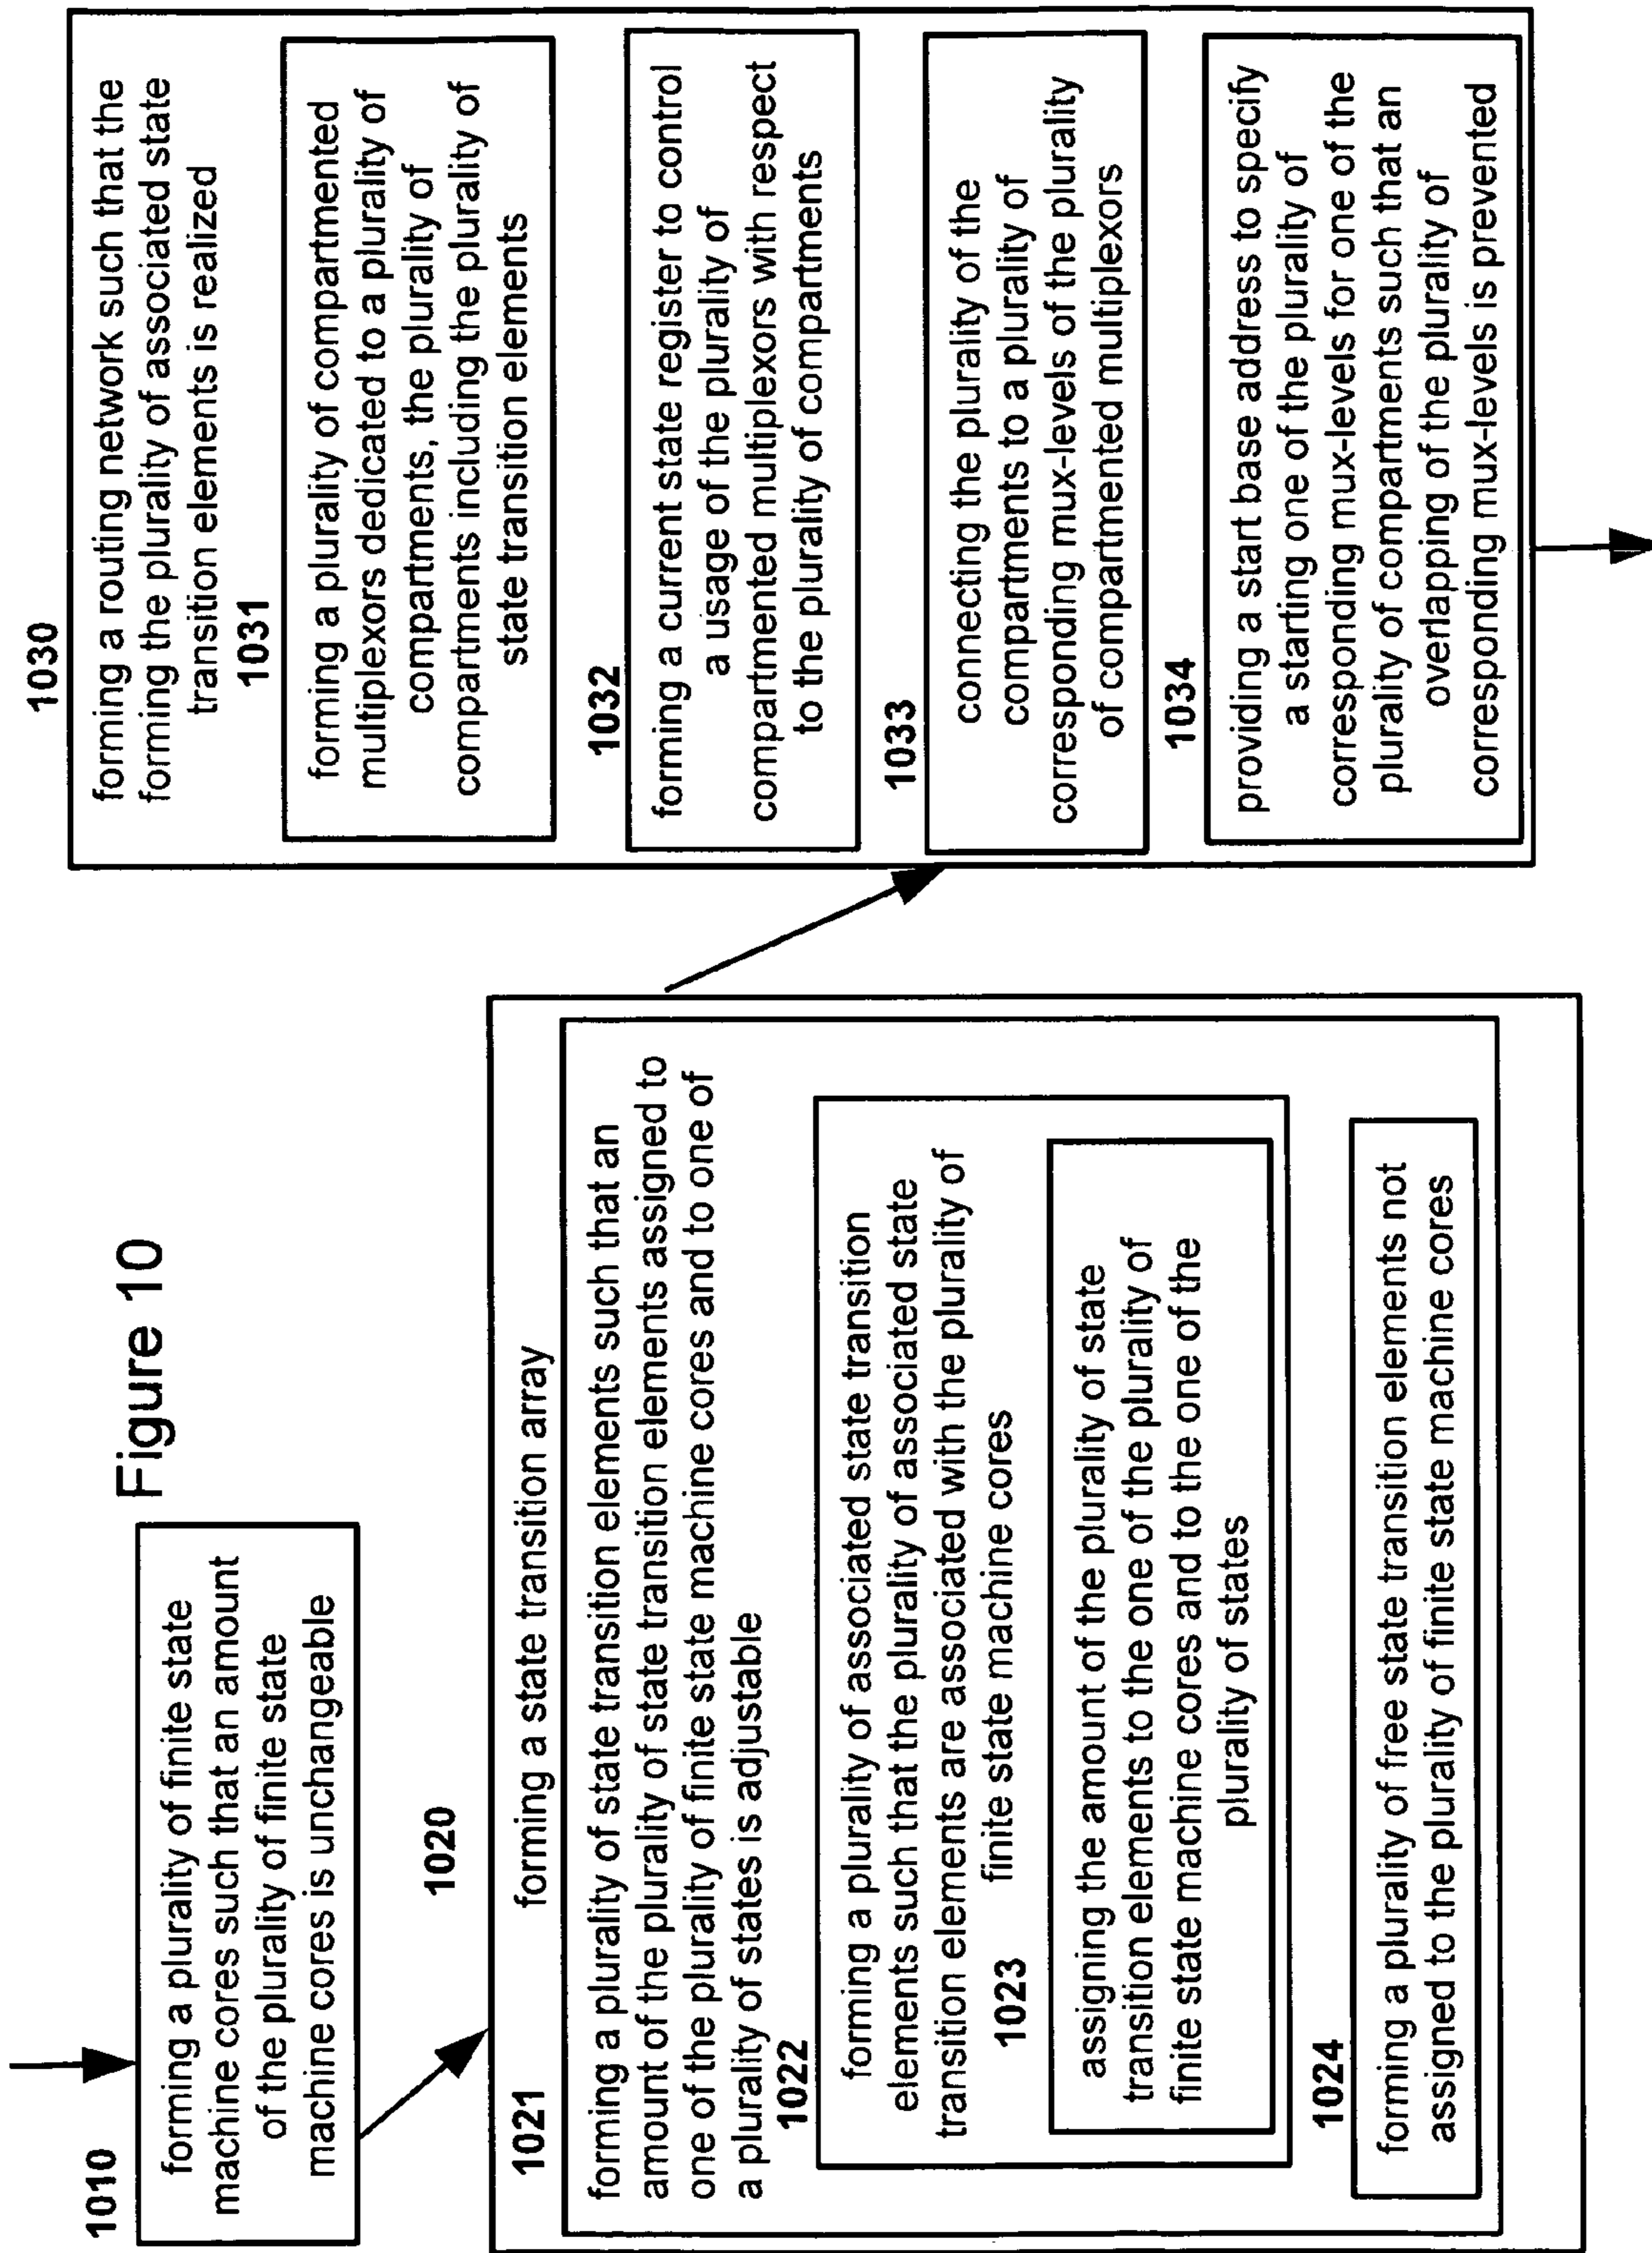 Figure 10
1010
forming a plurality of finite state
machine cores such that an amount
of the plurality of finite state
machine cores is unchangeable
1020
forming a state transition array
1021
forming a plurality of state transition elements such that an
amount of the plurality of state transition elements assigned to
one of the plurality of finite state machine cores and to one of
a plurality of states is adjustable
1022
forming a plurality of associated state transition
elements such that the plurality of associated state
transition elements are associated with the plurality of
finite state machine cores
1023
assigning the amount of the plurality of state
transition elements to the one of the plurality of
finite state machine cores and to the one of the
plurality of states
1024
forming a plurality of free state transition elements not
assigned to the plurality of finite state machine cores
1030
forming a routing network such that the
forming the plurality of associated state
transition elements is realized
1031
forming a plurality of compartmented
multiplexors dedicated to a plurality of
compartments, the plurality of
compartments including the plurality of
state transition elements
1032
forming a current state register to control
a usage of the plurality of
compartmented multiplexors with respect
to the plurality of compartments
1033
connecting the plurality of the
compartments to a plurality of
corresponding mux-levels of the plurality
of compartmented multiplexors
1034
providing a start base address to specify
a starting one of the plurality of
corresponding mux-levels for one of the
plurality of compartments such that an
overlapping of the plurality of
corresponding mux-levels is prevented